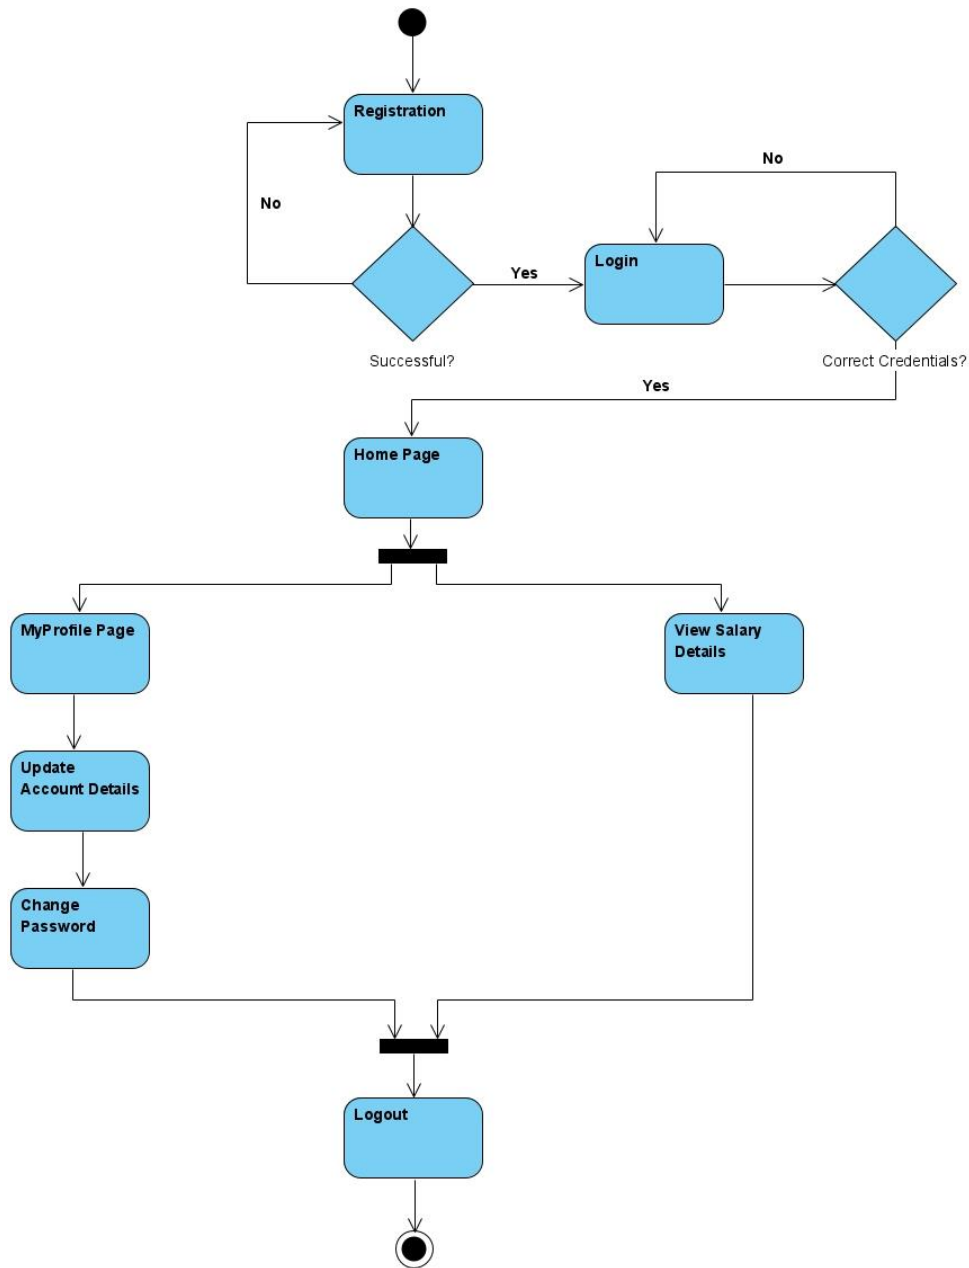 Registration
No
No
Yes
Login
Successful?
Correct Credentials?
Yes
Home Page
MyProfile Page
View Salary
Details
Update
Account Details
Change
Password
Logout